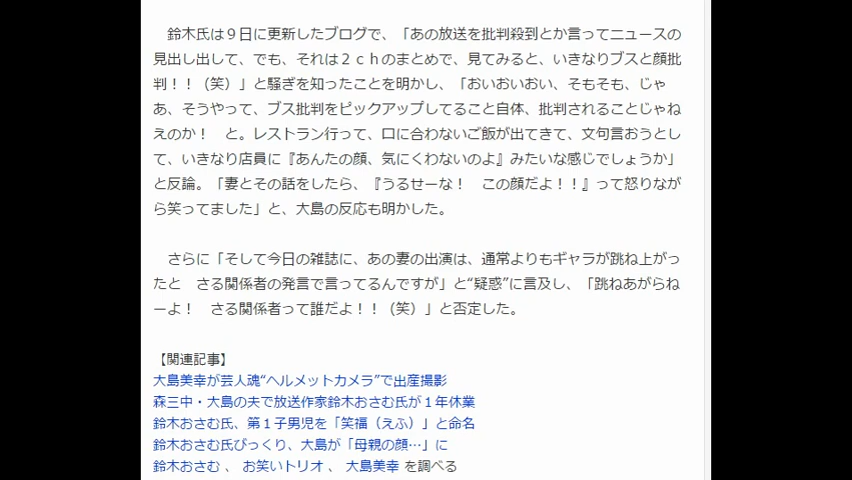 鈴木氏は９日に更新したブログで、「あの放送を批判殺到とか言ってニュースの
見出し出して、でも、それは２ｃｈのまとめで、見てみると、いきなりブスと顔批
判！！（笑）」と騒ぎを知ったことを明かし、「おいおいおい、そもそも、じゃ
あ、そうやって、ブス批判をピックアップしてること自体、批判されることじゃね
えのか！　と。レストラン行って、口に合わないご飯が出てきて、文句言おうとし
て、いきなり店員に『あんたの顔、気にくわないのよ』みたいな感じでしょうか」
と反論。「妻とその話をしたら、『うるせーな！　この顔だよ！！』って怒りなが
ら笑ってました」と、大島の反応も明かした。
さらに「そして今日の雑誌に、あの妻の出演は、通常よりもギャラが跳ね上がっ
たと　さる関係者の発言で言ってるんですが」と“疑惑”に言及し、「跳ねあがらね
ーよ！　さる関係者って誰だよ！！（笑）」と否定した。
【関連記事】
大島美幸が芸人魂“ヘルメットカメラ”で出産撮影
森三中・大島の夫で放送作家鈴木おさむ氏が１年休業
鈴木おさむ氏、第１子男児を「笑福（えふ）」と命名
鈴木おさむ氏びっくり、大島が「母親の顔…」に
鈴木おさむ 、 お笑いトリオ 、 大島美幸 を調べる